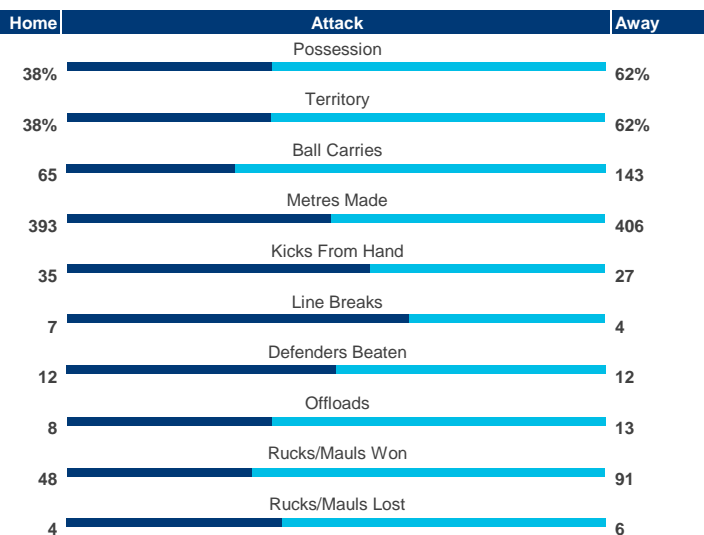 Home Attack Away
Possession
38% 62%
Territory
38% 62%
Ball Carries
65 143
Metres Made
393 406
Kicks From Hand
35 27
Line Breaks
7 4
Defenders Beaten
12 12
Offloads
8 13
Rucks/Mauls Won
48 91
Rucks/Mauls Lost
4 6